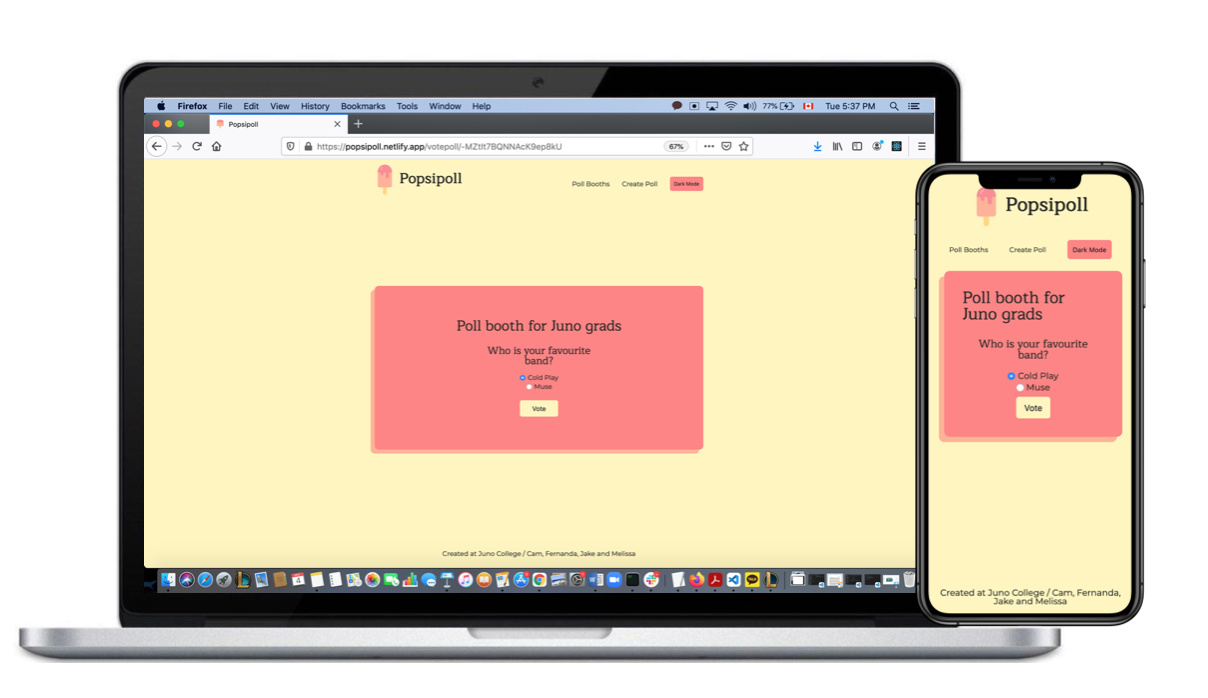 Firefox File Edit View History Bookmarks Tools Window Help 77% Tue 5:37 PM
Popsipoll
https://popsipoll.netlify.app/votepoll/-MZtIt7BQNNAcK9ep8kU 67%
Popsipoll
Poll Booths Create Poll Dark Mode
Poll booth for Juno grads
Who is your favourite
band?
Cold Play
Muse
Vote
Created at Juno College / Cam, Fernanda, Jake and Melissa
Popsipoll
Poll Booths Create Poll Dark Mode
Poll booth for
Juno grads
Who is your favourite
band?
Cold Play
Muse
Vote
Created at Juno College / Cam, Fernanda,
Jake and Melissa